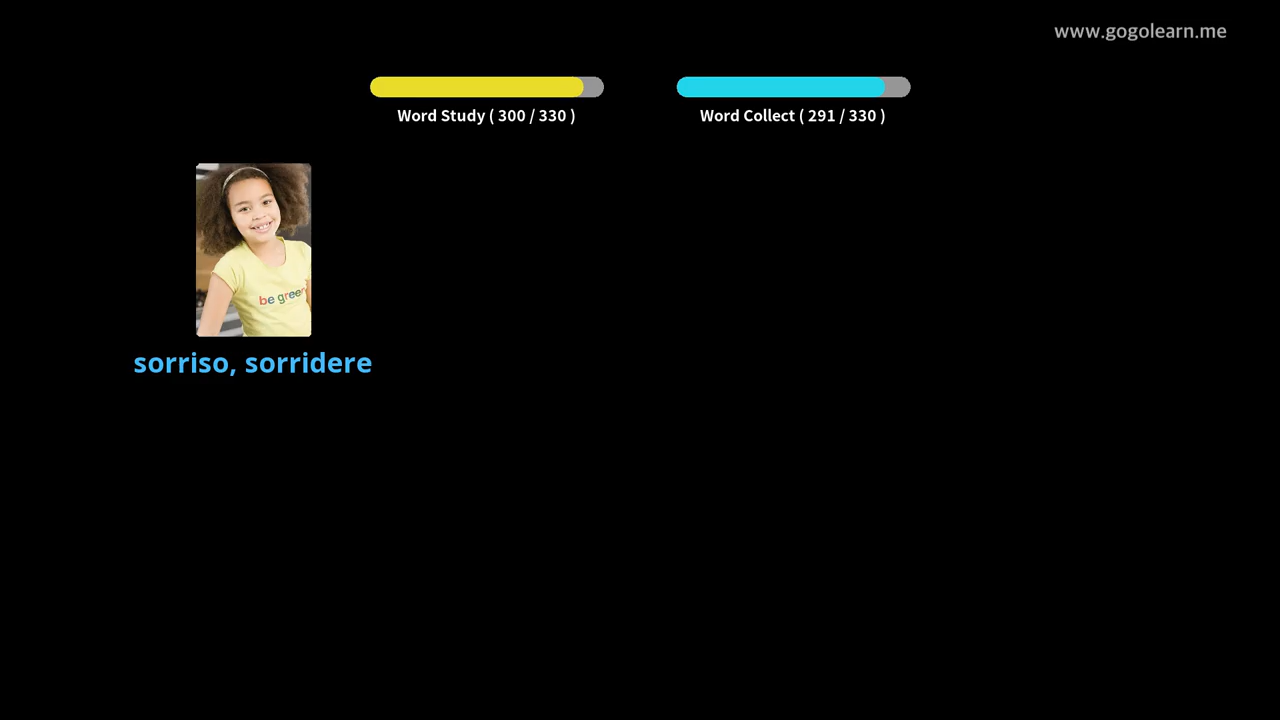 www.gogolearn.me
Word Study ( 300 / 330 )
Word Collect ( 291 / 330 )
be green
sorriso, sorridere